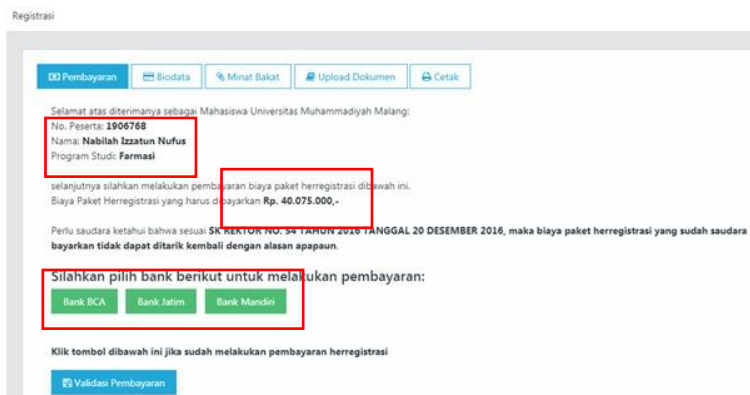 Registrasi
Pembayaran Biodata Minat Bakat Upload Dokumen Cetak
Selamat atas diterimanya sebagai Mahasiswa Universitas Muhammadiyah Malang:
No. Peserta: 1906768
Nama: Nabilah Izzatun Nufus
Program Studi: Farmasi
selanjutnya silahkan melakukan pembayaran biaya paket herregistrasi dibawah ini.
Biaya Paket Herregistrasi yang harus dibayarkan Rp. 40.075.000,-
Perlu saudara ketahui bahwa sesuai SK REKTOR NO. 54 TAHUN 2016 TANGGAL 20 DESEMBER 2016, maka biaya paket herregistrasi yang sudah saudara
bayarkan tidak dapat ditarik kembali dengan alasan apapaun.
Silahkan pilih bank berikut untuk melakukan pembayaran:
Bank BCA Bank Jatim Bank Mandiri
Klik tombol dibawah ini jika sudah melakukan pembayaran herregistrasi
Validasi Pembayaran